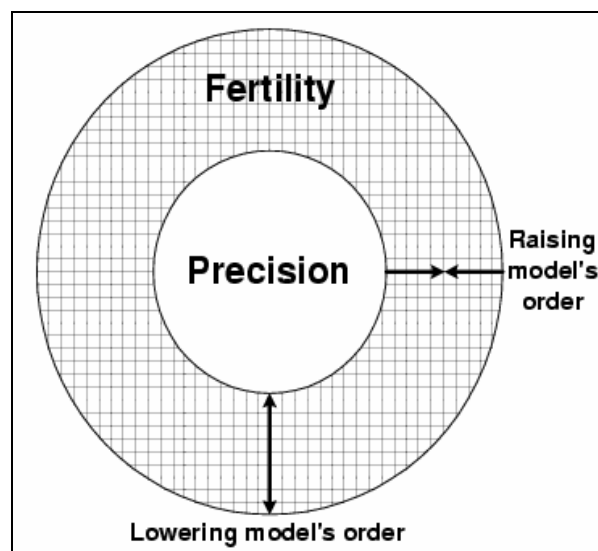 Fertility
Precision
Raising
model's
order
Lowering model's order